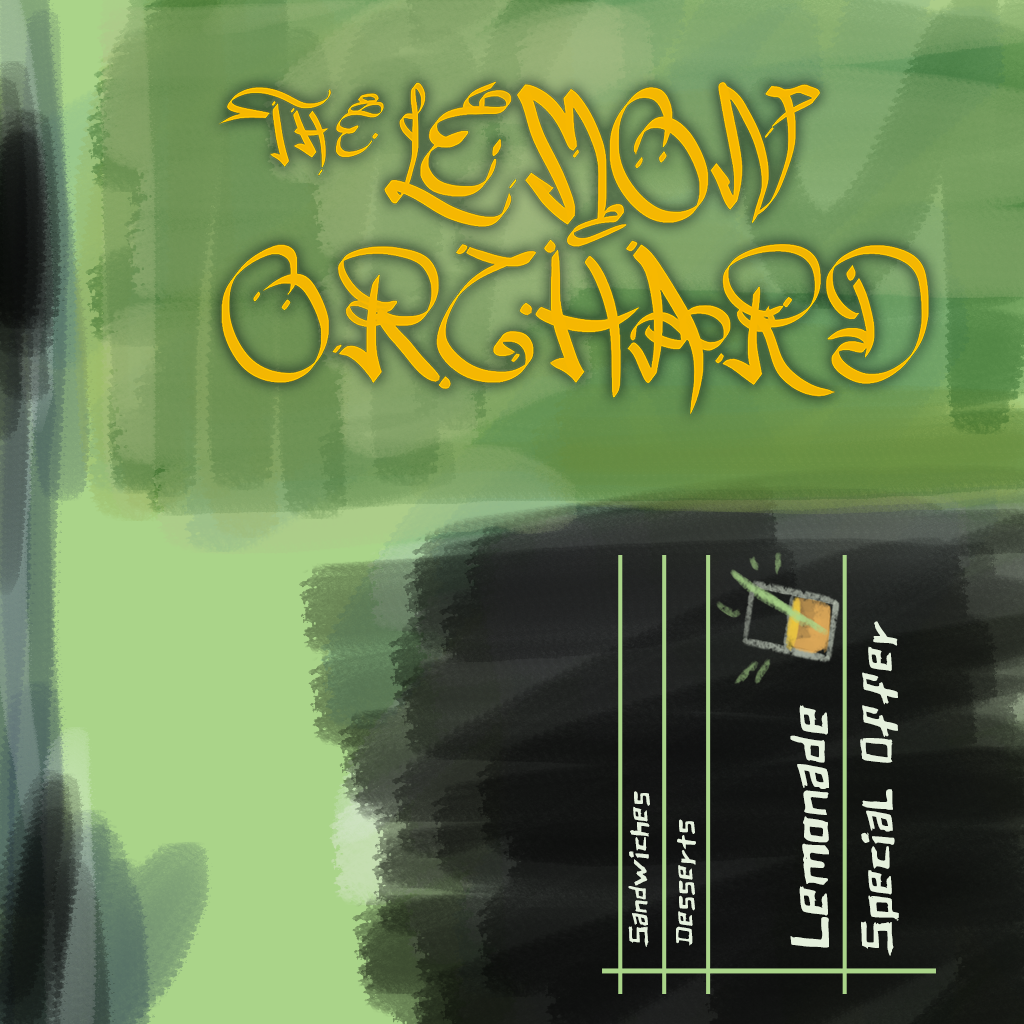 THE LEMON
ORCHARD
Sandwiches
Desserts
Lemonade
Special Offer